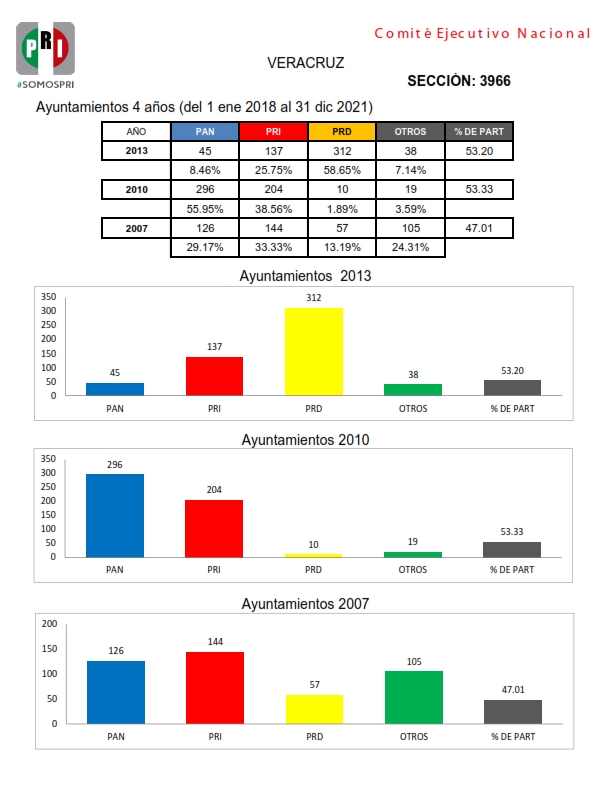 Comité Ejecutivo Nacional
PRI
#SOMOSPRI
VERACRUZ
SECCIÓN: 3966
Ayuntamientos 4 años (del 1 ene 2018 al 31 dic 2021)
AÑO PAN PRI PRD OTROS % DE PART
2013 45 137 312 38 53.20
8.46% 25.75% 58.65% 7.14%
2010 296 204 10 19 53.33
55.95% 38.56% 1.89% 3.59%
2007 126 144 57 105 47.01
29.17% 33.33% 13.19% 24.31%
Ayuntamientos 2013
350
300
250
200
150
100
50
0
45 137 312 38 53.20
PAN PRI PRD OTROS % DE PART
Ayuntamientos 2010
350
300
250
200
150
100
50
0
296 204 10 19 53.33
PAN PRI PRD OTROS % DE PART
Ayuntamientos 2007
200
150
100
50
0
126 144 57 105 47.01
PAN PRI PRD OTROS % DE PART